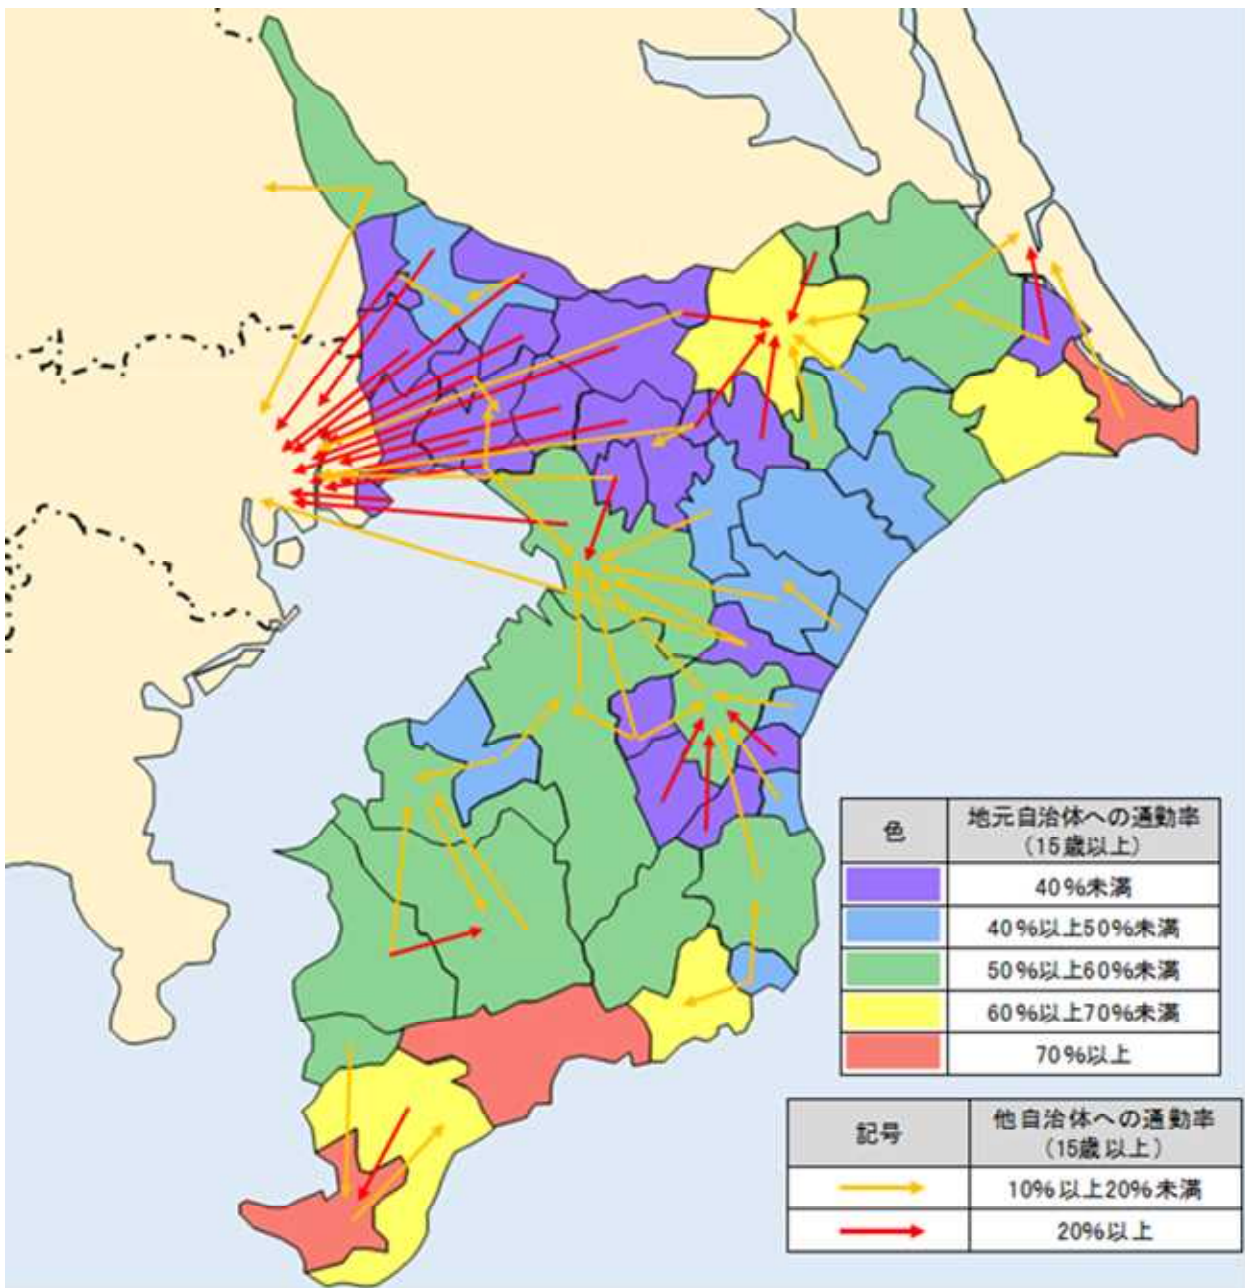 色
地元自治体への通勤率
(15歳以上)
40%未満
40%以上50%未満
50%以上60%未満
60%以上70%未満
70%以上
記号
他自治体への通勤率
(15歳以上)
10%以上20%未満
20%以上